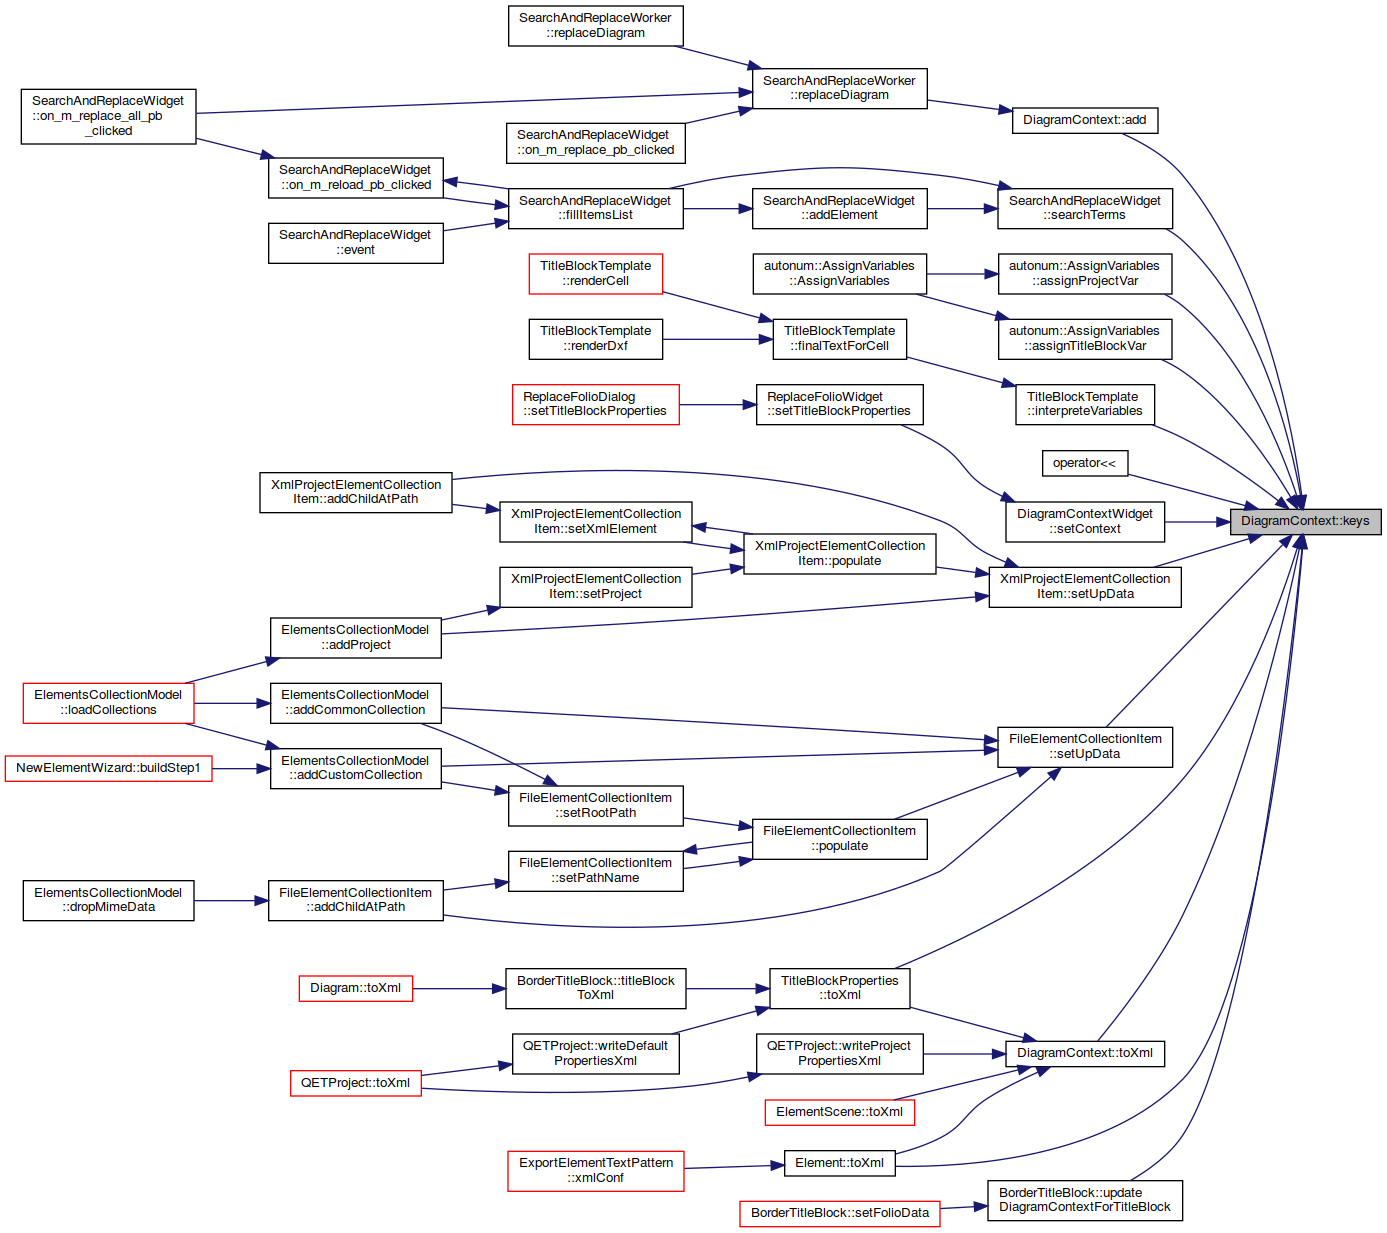 SearchAndReplaceWorker
::replaceDiagram
SearchAndReplaceWorker
::replaceDiagram
SearchAndReplaceWidget
::on_m_replace_all_pb
_clicked
DiagramContext::add
SearchAndReplaceWidget
::on_m_replace_pb_clicked
SearchAndReplaceWidget
::on_m_reload_pb_clicked
SearchAndReplaceWidget
::fillItemsList
SearchAndReplaceWidget
::addElement
SearchAndReplaceWidget
::searchTerms
SearchAndReplaceWidget
::event
TitleBlockTemplate
::renderCell
autonum::AssignVariables
::AssignVariables
autonum::AssignVariables
::assignProjectVar
TitleBlockTemplate
::renderDxf
TitleBlockTemplate
::finalTextForCell
autonum::AssignVariables
::assignTitleBlockVar
ReplaceFolioDialog
::setTitleBlockProperties
ReplaceFolioWidget
::setTitleBlockProperties
TitleBlockTemplate
::interpreteVariables
operator<<
XmlProjectElementCollection
Item::addChildAtPath
XmlProjectElementCollection
Item::setXmlElement
DiagramContextWidget
::setContext
DiagramContext::keys
XmlProjectElementCollection
Item::populate
XmlProjectElementCollection
Item::setProject
XmlProjectElementCollection
Item::setUpData
ElementsCollectionModel
::addProject
ElementsCollectionModel
::loadCollections
ElementsCollectionModel
::addCommonCollection
FileElementCollectionItem
::setUpData
NewElementWizard::buildStep1
ElementsCollectionModel
::addCustomCollection
FileElementCollectionItem
::setRootPath
FileElementCollectionItem
::populate
FileElementCollectionItem
::setPathName
ElementsCollectionModel
::dropMimeData
FileElementCollectionItem
::addChildAtPath
Diagram::toXml
BorderTitleBlock::titleBlock
ToXml
TitleBlockProperties
::toXml
QETProject::writeDefault
PropertiesXml
QETProject::writeProject
PropertiesXml
DiagramContext::toXml
QETProject::toXml
ElementScene::toXml
ExportElementTextPattern
::xmlConf
Element::toXml
BorderTitleBlock::update
DiagramContextForTitleBlock
BorderTitleBlock::setFolioData